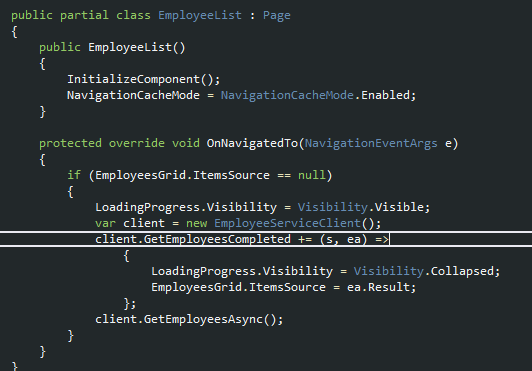 public partial class EmployeeList : Page
{
    public EmployeeList()
    {
        InitializeComponent();
        NavigationCacheMode = NavigationCacheMode.Enabled;
    }

    protected override void OnNavigatedTo(NavigationEventArgs e)
    {
        if (EmployeesGrid.ItemsSource == null)
        {
            LoadingProgress.Visibility = Visibility.Visible;
            var client = new EmployeeServiceClient();
            client.GetEmployeesCompleted += (s, ea) =>
                {
                    LoadingProgress.Visibility = Visibility.Collapsed;
                    EmployeesGrid.ItemsSource = ea.Result;
                };
            client.GetEmployeesAsync();
        }
    }
}